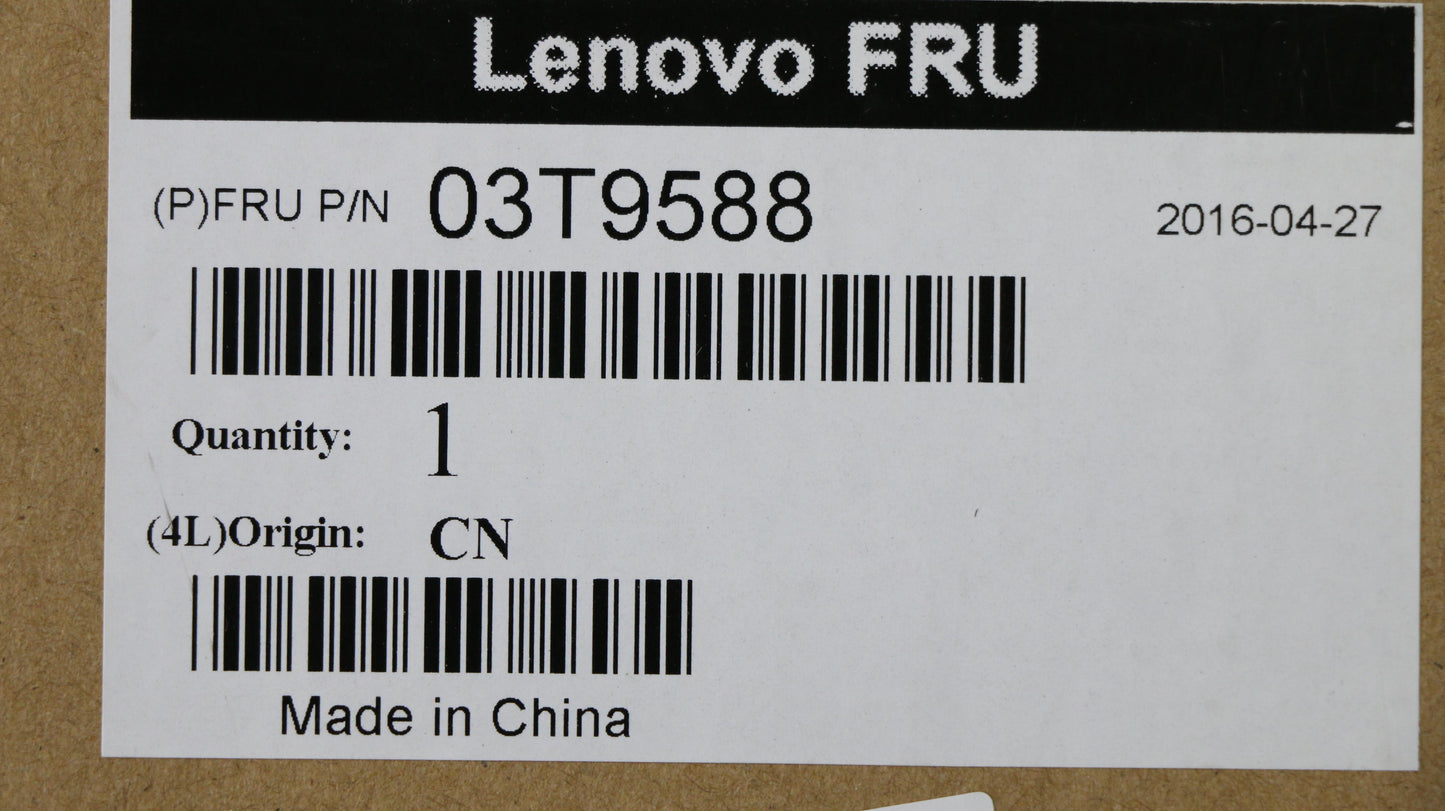 Lenovo FRU
(P)FRU P/N 03T9588 2016-04-27
Quantity: 1
(4L)Origin: CN
Made in China